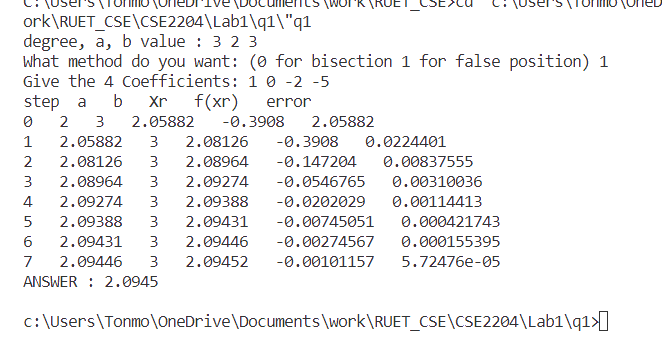 c:\Users\Tonmo\OneDrive\Documents\work\RUET_CSE>cd "c:\Users\Tonmo\OneD
ork\RUET_CSE\CSE2204\Lab1\q1\"q1
degree, a, b value : 3 2 3
What method do you want: (0 for bisection 1 for false position) 1
Give the 4 Coefficients: 1 0 -2 -5
step a b Xr f(xr) error
0 2 3 2.05882 -0.3908 2.05882
1 2.05882 3 2.08126 -0.3908 0.0224401
2 2.08126 3 2.08964 -0.147204 0.00837555
3 2.08964 3 2.09274 -0.0546765 0.00310036
4 2.09274 3 2.09388 -0.0202029 0.00114413
5 2.09388 3 2.09431 -0.00745051 0.000421743
6 2.09431 3 2.09446 -0.00274567 0.000155395
7 2.09446 3 2.09452 -0.00101157 5.72476e-05
ANSWER : 2.0945
c:\Users\Tonmo\OneDrive\Documents\work\RUET_CSE\CSE2204\Lab1\q1>